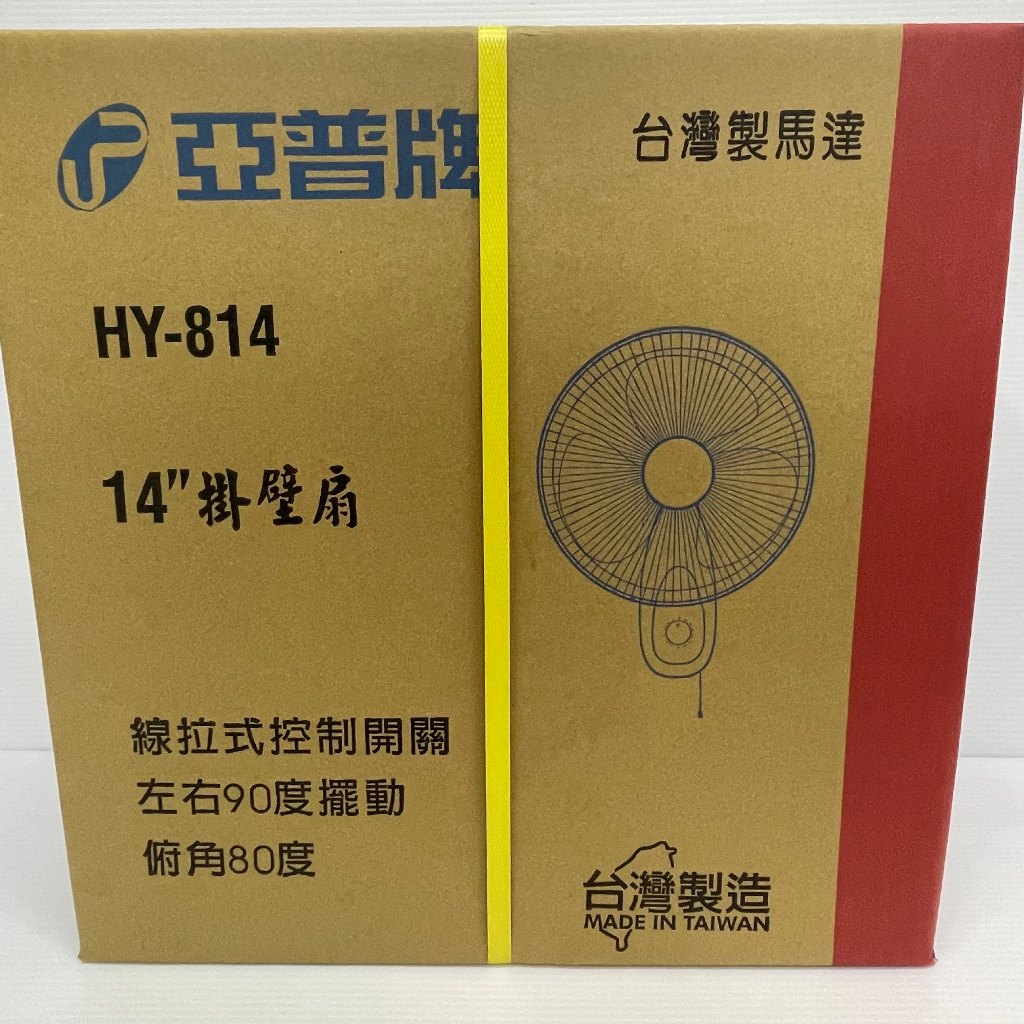 亞普牌
台灣製馬達
HY-814
14"掛壁扇
線拉式控制開關
左右90度擺動
俯角80度
台灣製造
MADE IN TAIWAN